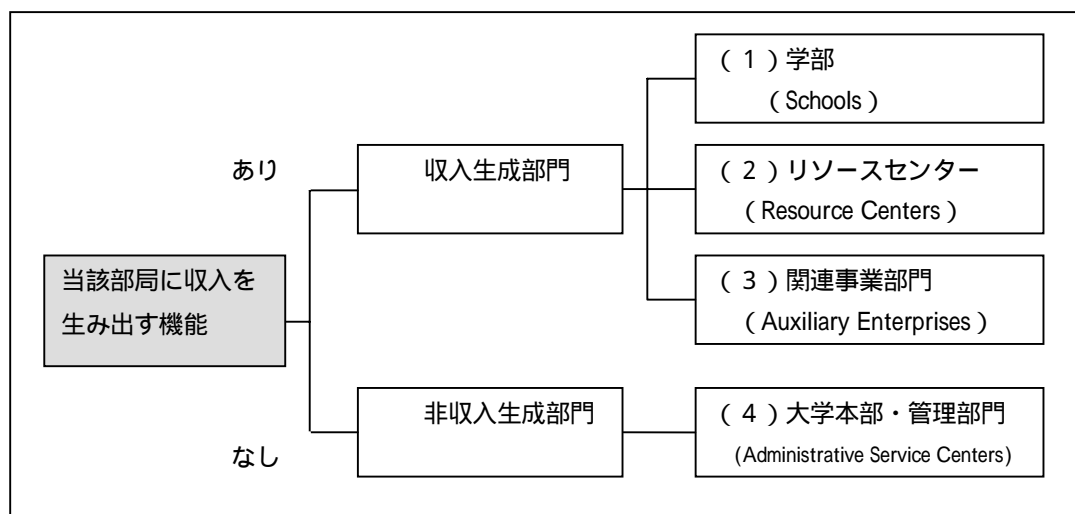 当該部局に収入を
生み出す機能
あり
収入生成部門
（１）学部
（Schools）
（２）リソースセンター
（Resource Centers）
（３）関連事業部門
（Auxiliary Enterprises）
なし
非収入生成部門
（４）大学本部・管理部門
(Administrative Service Centers)